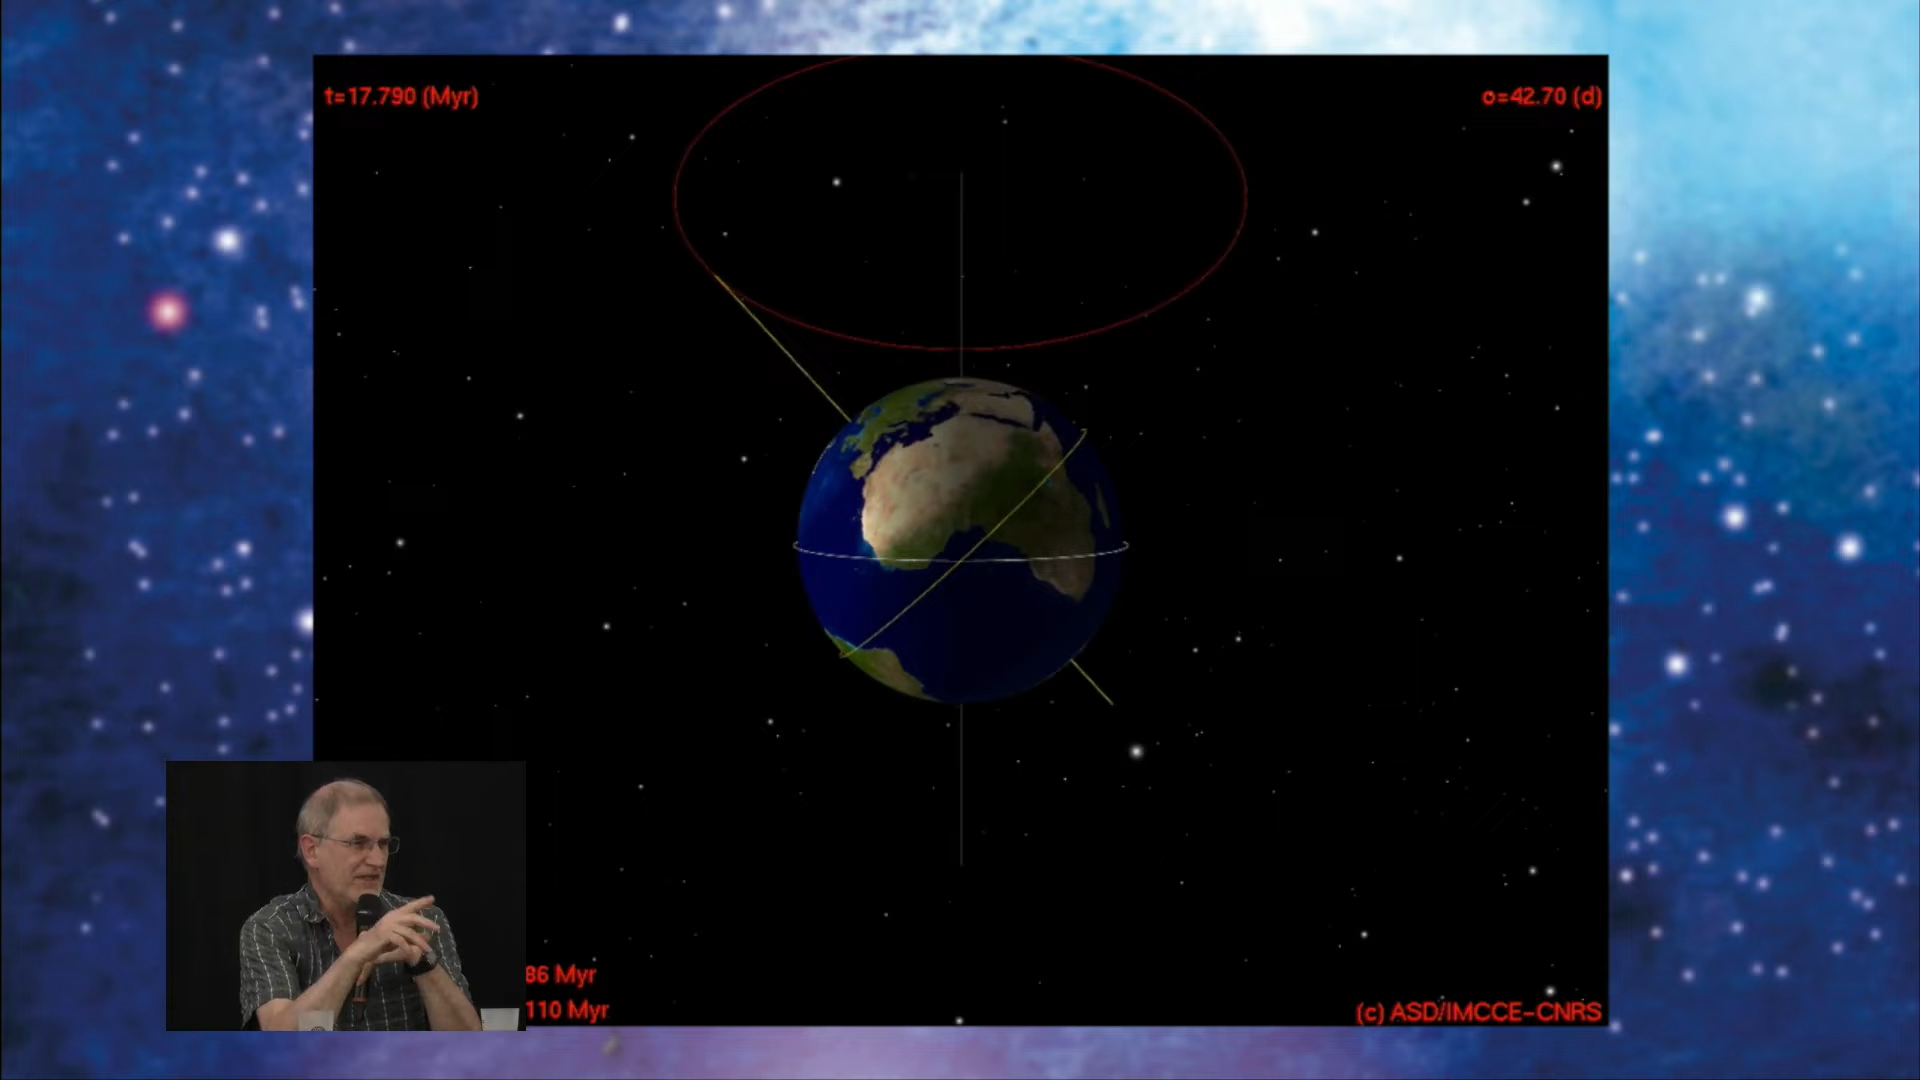 t=17.790 (Myr)
o=42.70 (d)
86 Myr
110 Myr
(c) ASD/IMCCE-CNRS